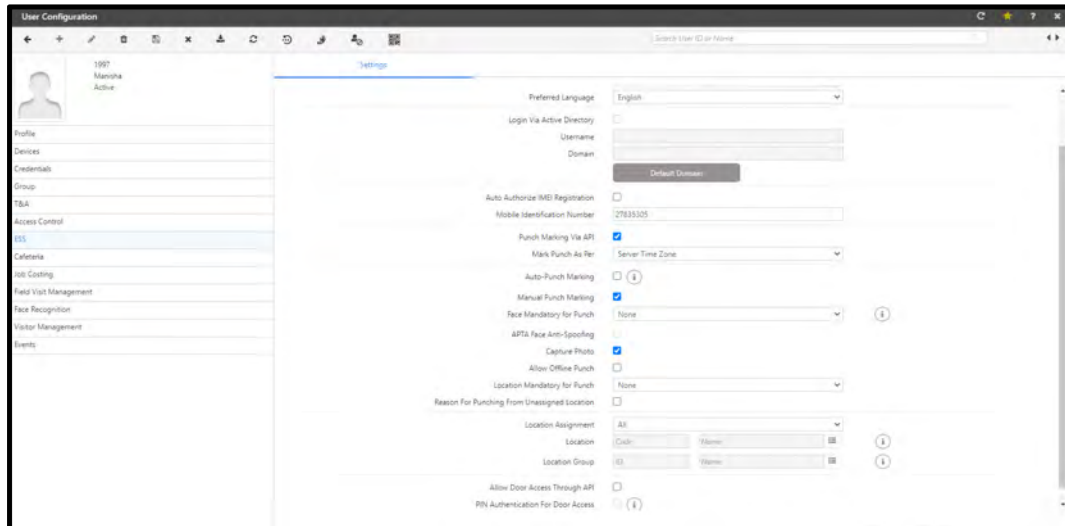 User Configuration
Search User ID or Name
1997
Manisha
Active
Profile
Devices
Credentials
Group
T&A
Access Control
ESS
Cafeteria
Job Costing
Field Visit Management
Face Recognition
Visitor Management
Events
Settings
Preferred Language English
Login Via Active Directory
Username
Domain
Default Domain
Auto Authorize IMEI Registration
Mobile Identification Number 27835305
Punch Marking Via API
Mark Punch As Per Server Time Zone
Auto-Punch Marking
Manual Punch Marking
Face Mandatory for Punch None
APTA Face Anti-Spoofing
Capture Photo
Allow Offline Punch
Location Mandatory for Punch None
Reason For Punching From Unassigned Location
Location Assignment All
Location Code Name
Location Group ID Name
Allow Door Access Through API
PIN Authentication For Door Access